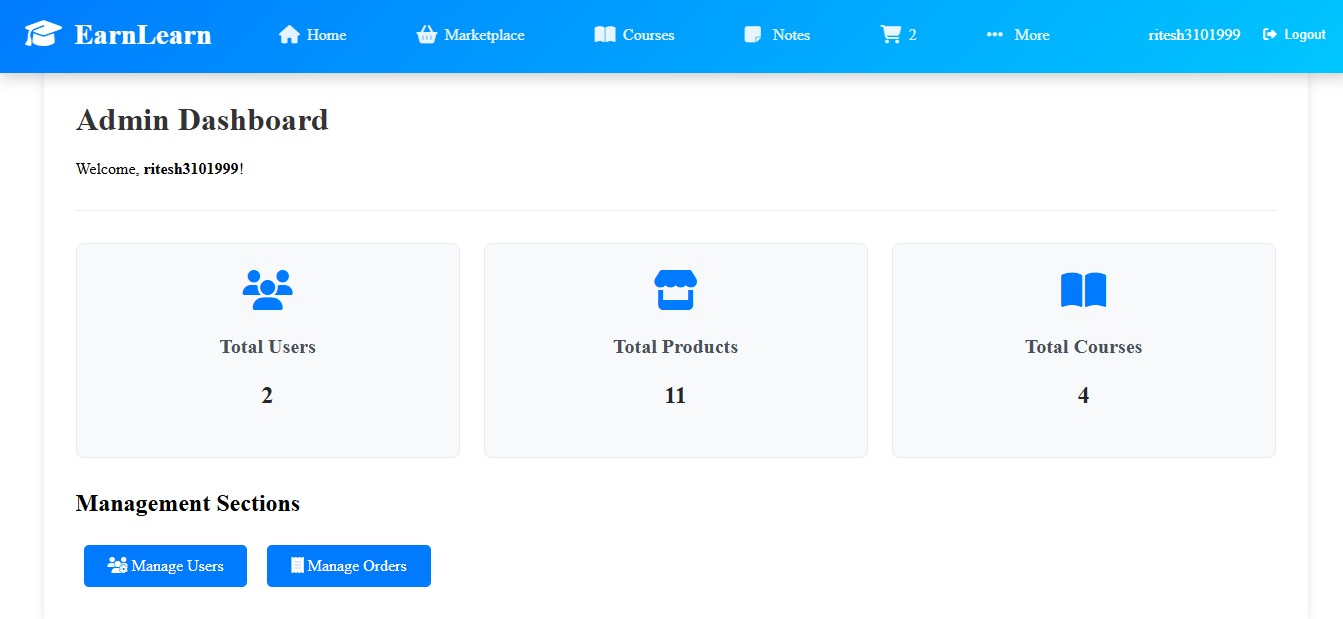 EarnLearn Home Marketplace Courses Notes 2 More ritesh3101999 Logout
Admin Dashboard
Welcome, ritesh3101999!
Total Users
2
Total Products
11
Total Courses
4
Management Sections
Manage Users
Manage Orders